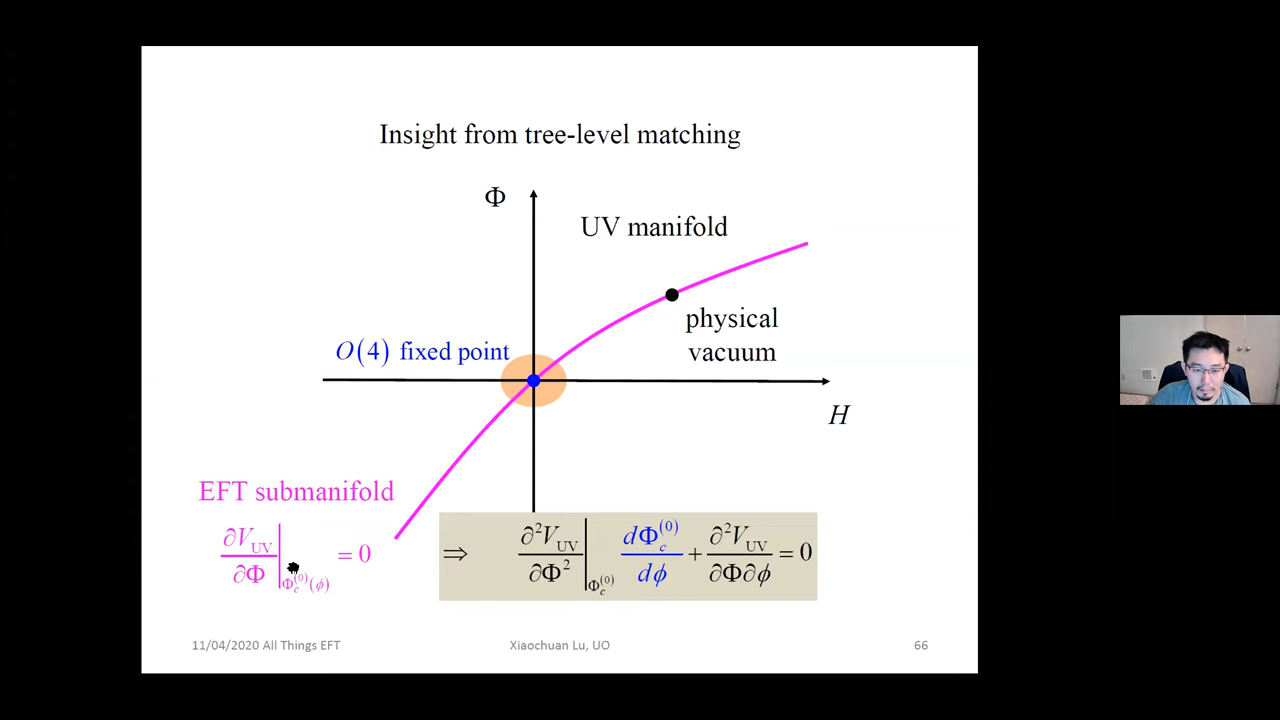 Insight from tree-level matching
Φ
UV manifold
physical
vacuum
O(4) fixed point
H
EFT submanifold
∂V_UV/∂Φ|_{Φ_c^{(0)}(ϕ)} = 0
⇒ ∂²V_UV/∂Φ²|_{Φ_c^{(0)}} dΦ_c^{(0)}/dϕ + ∂²V_UV/∂Φ∂ϕ = 0
11/04/2020 All Things EFT
Xiaochuan Lu, UO
66